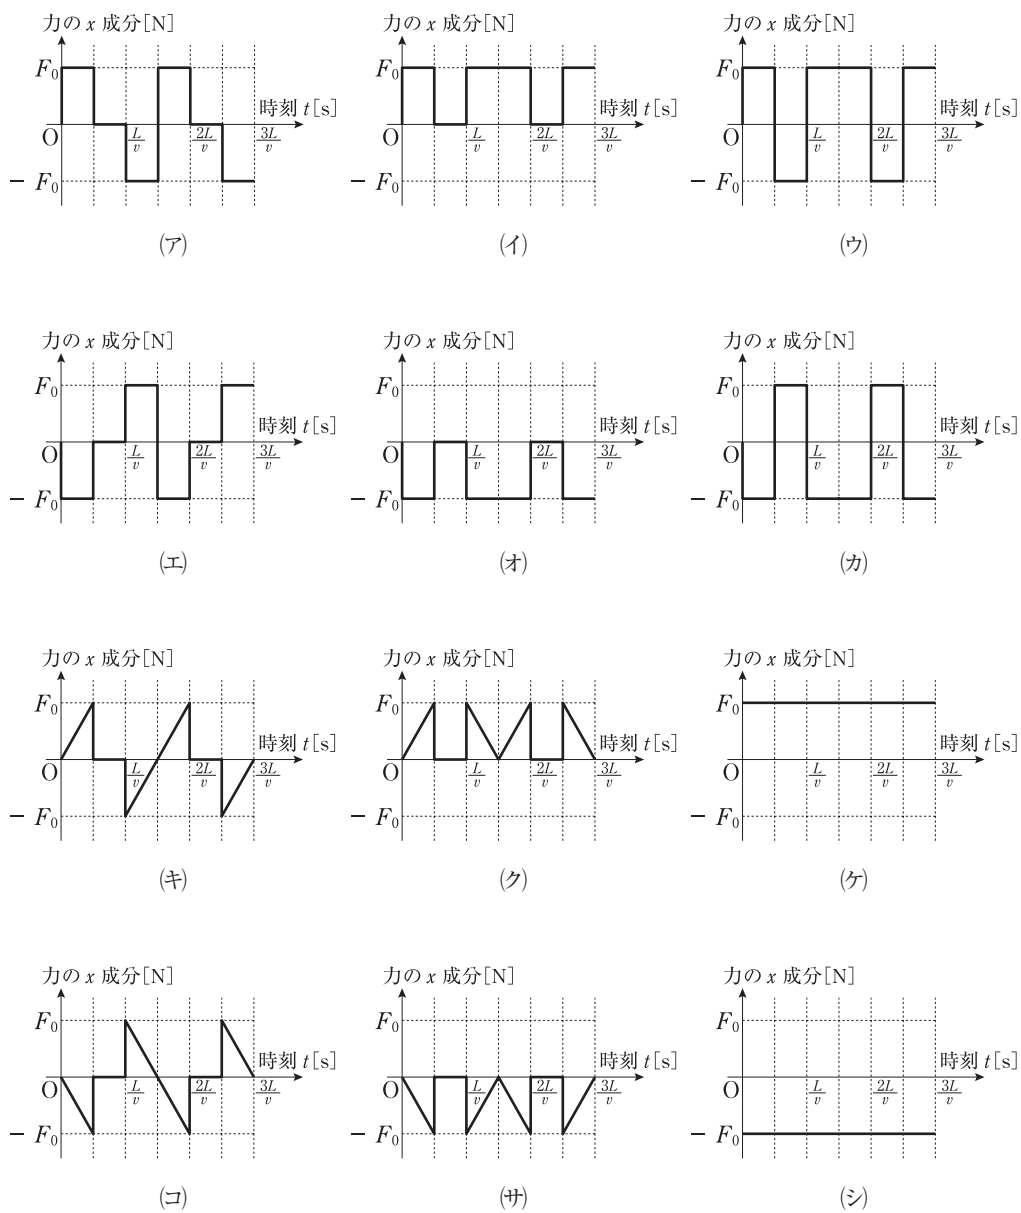 力の x 成分[N] 力の x 成分[N] 力の x 成分[N]
F₀ F₀ F₀
時刻 t[s] 時刻 t[s] 時刻 t[s]
O L/v 2L/v 3L/v O L/v 2L/v 3L/v O L/v 2L/v 3L/v
− F₀ − F₀ − F₀
(ア) (イ) (ウ)
力の x 成分[N] 力の x 成分[N] 力の x 成分[N]
F₀ F₀ F₀
時刻 t[s] 時刻 t[s] 時刻 t[s]
O L/v 2L/v 3L/v O L/v 2L/v 3L/v O L/v 2L/v 3L/v
− F₀ − F₀ − F₀
(エ) (オ) (カ)
力の x 成分[N] 力の x 成分[N] 力の x 成分[N]
F₀ F₀ F₀
時刻 t[s] 時刻 t[s] 時刻 t[s]
O L/v 2L/v 3L/v O L/v 2L/v 3L/v O L/v 2L/v 3L/v
− F₀ − F₀ − F₀
(キ) (ク) (ケ)
力の x 成分[N] 力の x 成分[N] 力の x 成分[N]
F₀ F₀ F₀
時刻 t[s] 時刻 t[s] 時刻 t[s]
O L/v 2L/v 3L/v O L/v 2L/v 3L/v O L/v 2L/v 3L/v
− F₀ − F₀ − F₀
(コ) (サ) (シ)